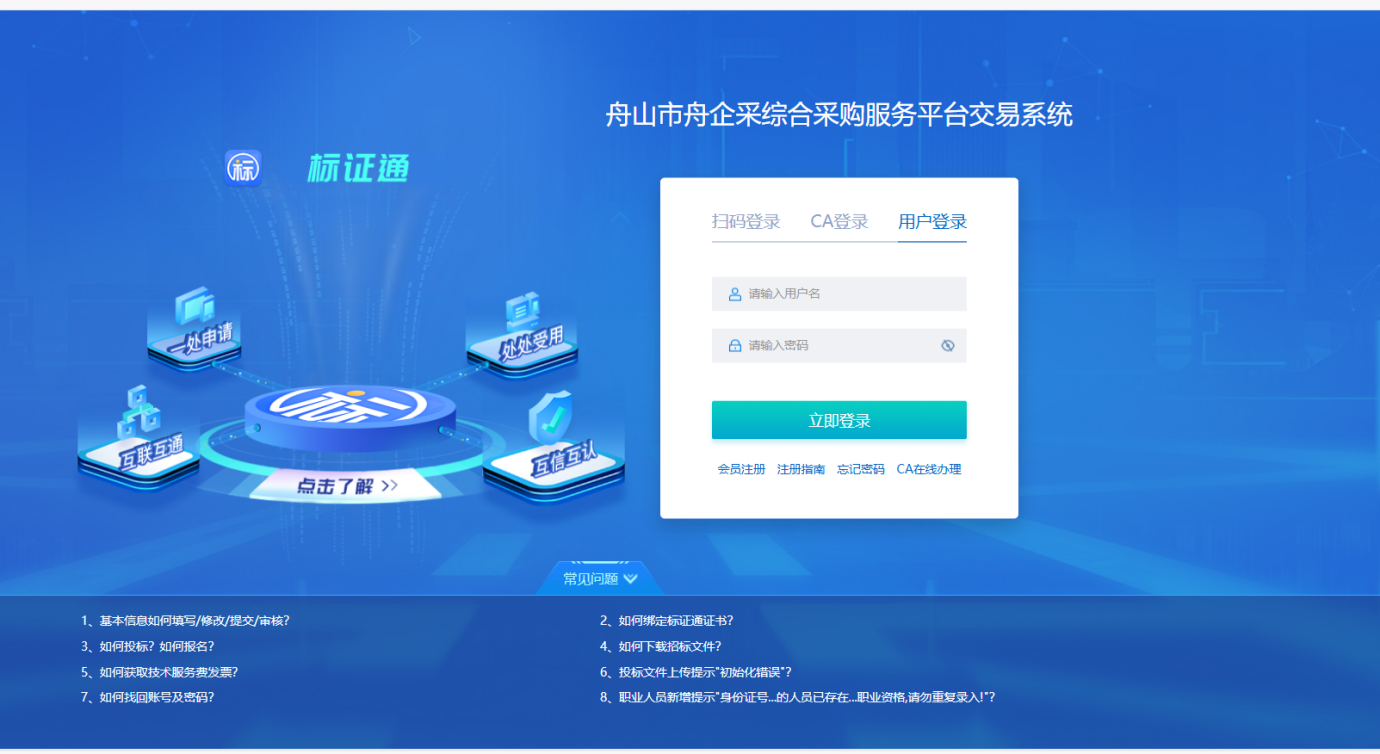 舟山市舟企采综合采购服务平台交易系统
标 标证通
扫码登录 CA登录 用户登录
请输入用户名
一处申请
处处受用
请输入密码
标
立即登录
互联互通
互信互认
会员注册 注册指南 忘记密码 CA在线办理
点击了解 >>
常见问题
1、基本信息如何填写/修改/提交/审核?
2、如何绑定标证通证书?
3、如何投标? 如何报名?
4、如何下载招标文件?
5、如何获取技术服务费发票?
6、投标文件上传提示"初始化错误"?
7、如何找回账号及密码?
8、职业人员新增提示"身份证号...的人员已存在...职业资格,请勿重复录入!"?